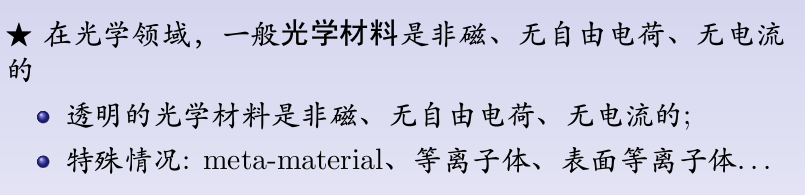 ★ 在光学领域，一般光学材料是非磁、无自由电荷、无电流
的
• 透明的光学材料是非磁、无自由电荷、无电流的;
• 特殊情况: meta-material、等离子体、表面等离子体...